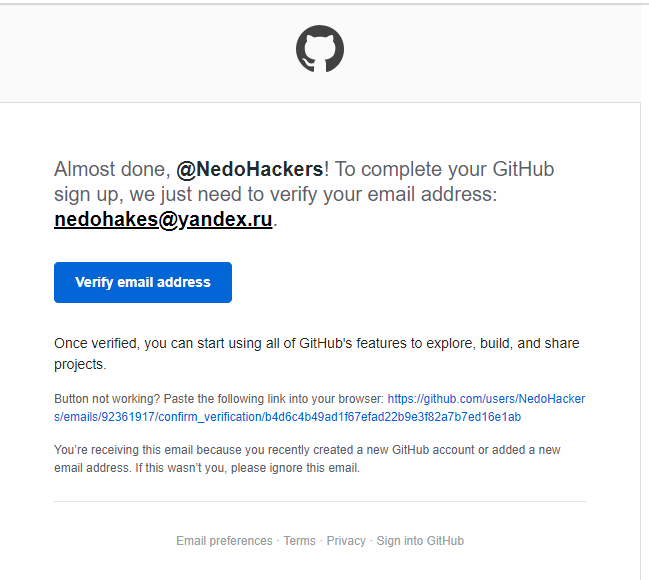 Almost done, @NedoHackers! To complete your GitHub
sign up, we just need to verify your email address:
nedohakes@yandex.ru.
Verify email address
Once verified, you can start using all of GitHub's features to explore, build, and share
projects.
Button not working? Paste the following link into your browser: https://github.com/users/NedoHacker
s/emails/92361917/confirm_verification/b4d6c4b49ad1f67efad22b9e3f82a7b7ed16e1ab
You're receiving this email because you recently created a new GitHub account or added a new
email address. If this wasn't you, please ignore this email.
Email preferences · Terms · Privacy · Sign into GitHub